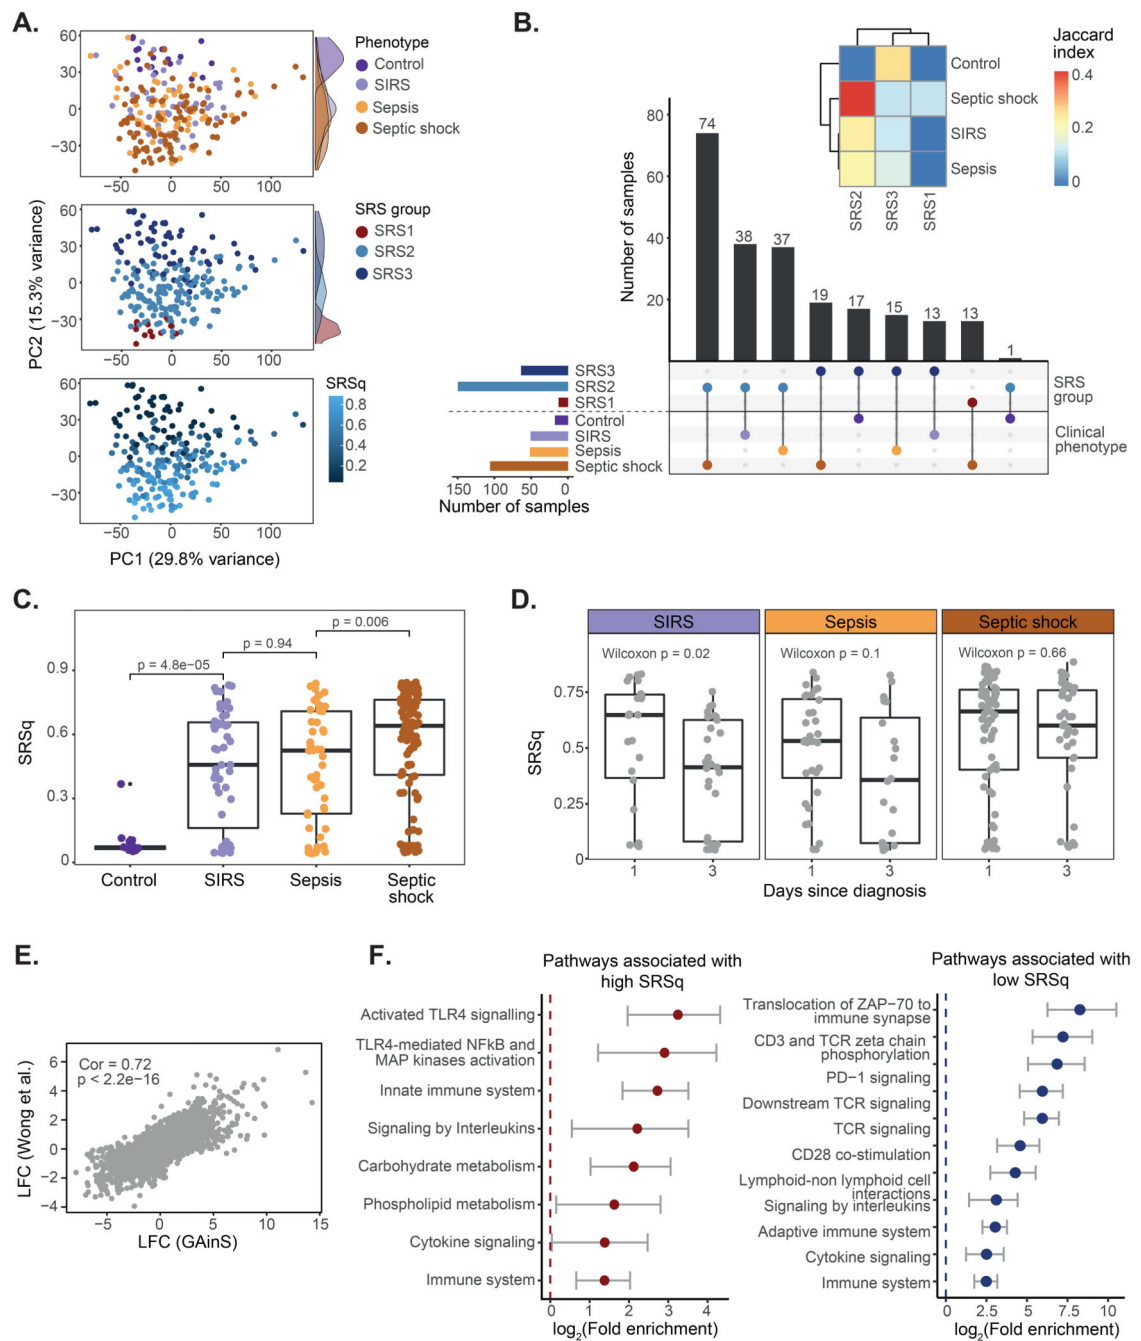 A.
Phenotype
Control
SIRS
Sepsis
Septic shock
60
30
0
−30
−50
0
50
100
SRS group
SRS1
SRS2
SRS3
60
30
0
−30
−50
0
50
100
SRSq
0.8
0.6
0.4
0.2
60
30
0
−30
−50
0
50
100
PC2 (15.3% variance)
PC1 (29.8% variance)
B.
Jaccard
index
0.4
0.2
0
Control
Septic shock
SIRS
Sepsis
SRS2
SRS3
SRS1
Number of samples
80
60
40
20
74
38
37
19
17
15
13
13
1
SRS3
SRS2
SRS1
Control
SIRS
Sepsis
Septic shock
SRS
group
Clinical
phenotype
150
100
50
0
Number of samples
C.
p = 0.006
p = 0.94
p = 4.8e−05
SRSq
0.9
0.6
0.3
0
Control
SIRS
Sepsis
Septic
shock
D.
SIRS
Sepsis
Septic shock
Wilcoxon p = 0.02
Wilcoxon p = 0.1
Wilcoxon p = 0.66
SRSq
0.75
0.5
0.25
0
1
3
1
3
1
3
Days since diagnosis
E.
Cor = 0.72
p < 2.2e−16
LFC (Wong et al.)
6
4
2
0
−2
−4
−5
0
5
10
15
LFC (GAinS)
F.
Pathways associated with
high SRSq
Activated TLR4 signalling
TLR4-mediated NFkB and
MAP kinases activation
Innate immune system
Signaling by Interleukins
Carbohydrate metabolism
Phospholipid metabolism
Cytokine signaling
Immune system
0
1
2
3
4
log2(Fold enrichment)
Pathways associated with
low SRSq
Translocation of ZAP−70 to
immune synapse
CD3 and TCR zeta chain
phosphorylation
PD−1 signaling
Downstream TCR signaling
TCR signaling
CD28 co-stimulation
Lymphoid-non lymphoid cell
interactions
Signaling by interleukins
Adaptive immune system
Cytokine signaling
Immune system
0
2.5
5
7.5
10
log2(Fold enrichment)